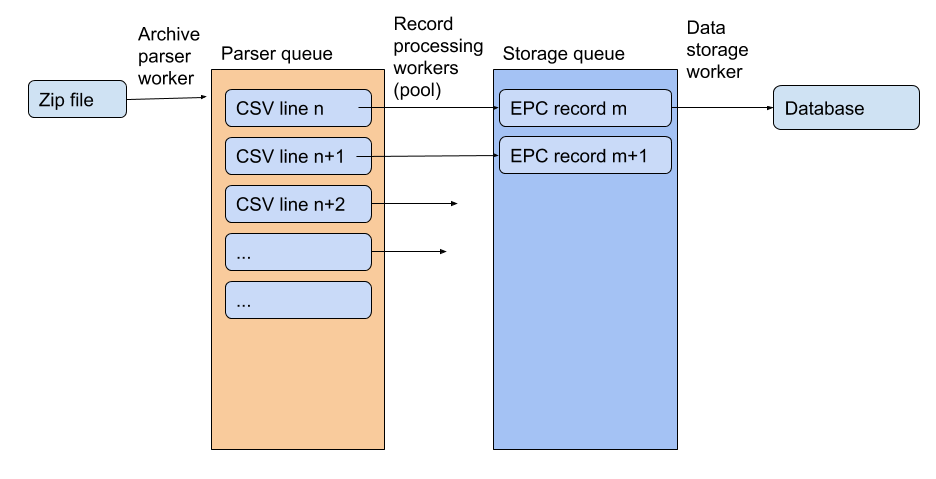 Archive
parser
worker
Parser queue
Record
processing
workers
(pool)
Storage queue
Data
storage
worker
Zip file
CSV line n
EPC record m
Database
CSV line n+1
EPC record m+1
CSV line n+2
...
...